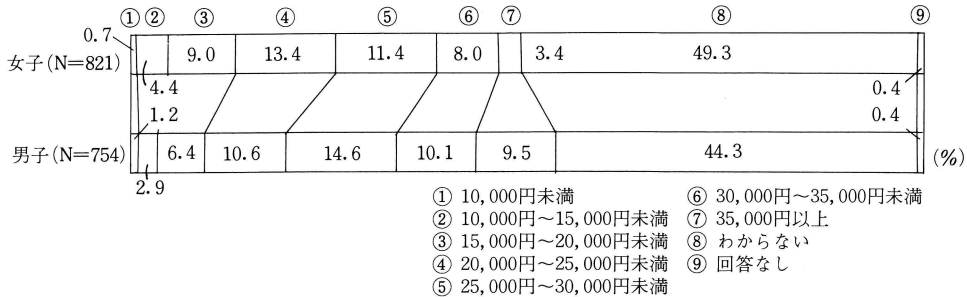 ① ② ③ ④ ⑤ ⑥ ⑦ ⑧ ⑨
0.7
女子(N=821) 9.0 13.4 11.4 8.0 3.4 49.3
4.4 0.4
1.2 0.4
男子(N=754) 6.4 10.6 14.6 10.1 9.5 44.3 (%)
2.9
① 10,000円未満
② 10,000円～15,000円未満
③ 15,000円～20,000円未満
④ 20,000円～25,000円未満
⑤ 25,000円～30,000円未満
⑥ 30,000円～35,000円未満
⑦ 35,000円以上
⑧ わからない
⑨ 回答なし